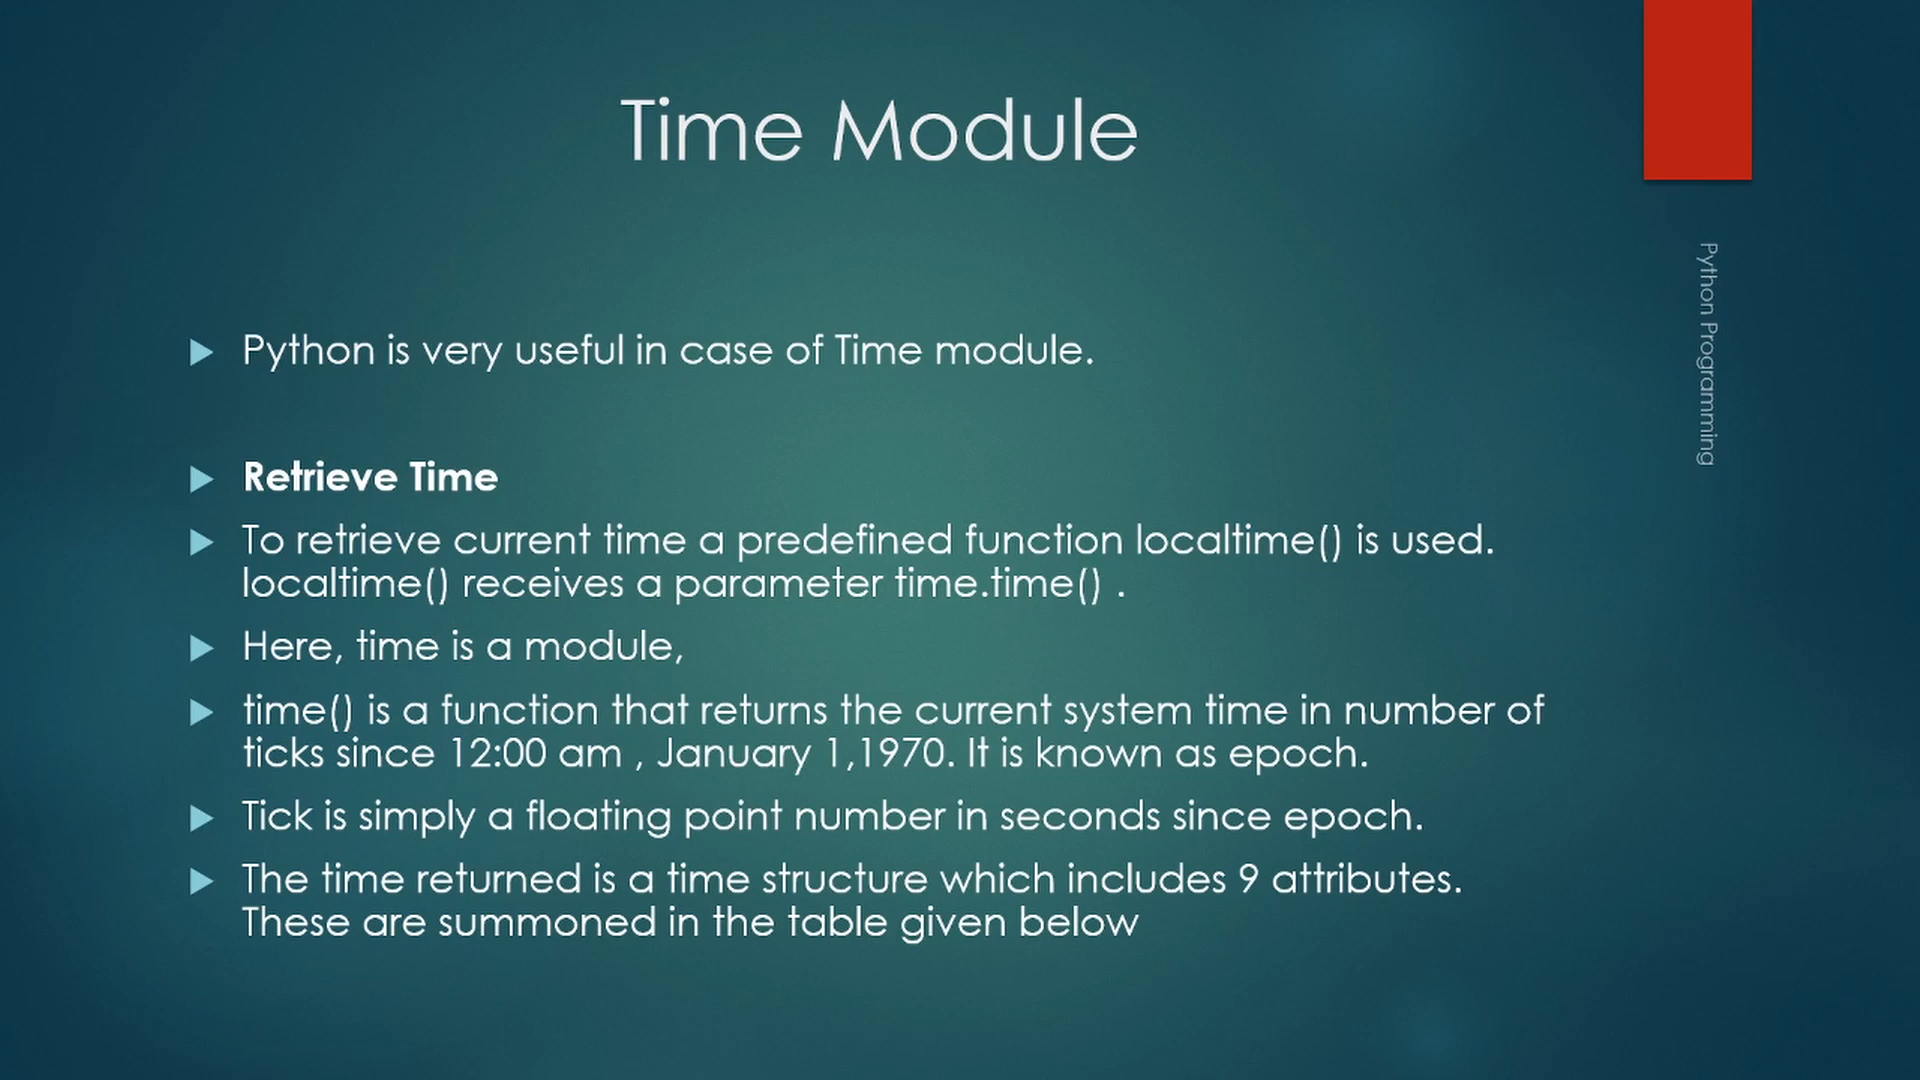 Time Module
Python is very useful in case of Time module.
Retrieve Time
To retrieve current time a predefined function localtime() is used.
localtime() receives a parameter time.time() .
Here, time is a module,
time() is a function that returns the current system time in number of
ticks since 12:00 am , January 1,1970. It is known as epoch.
Tick is simply a floating point number in seconds since epoch.
The time returned is a time structure which includes 9 attributes.
These are summoned in the table given below
Python Programming